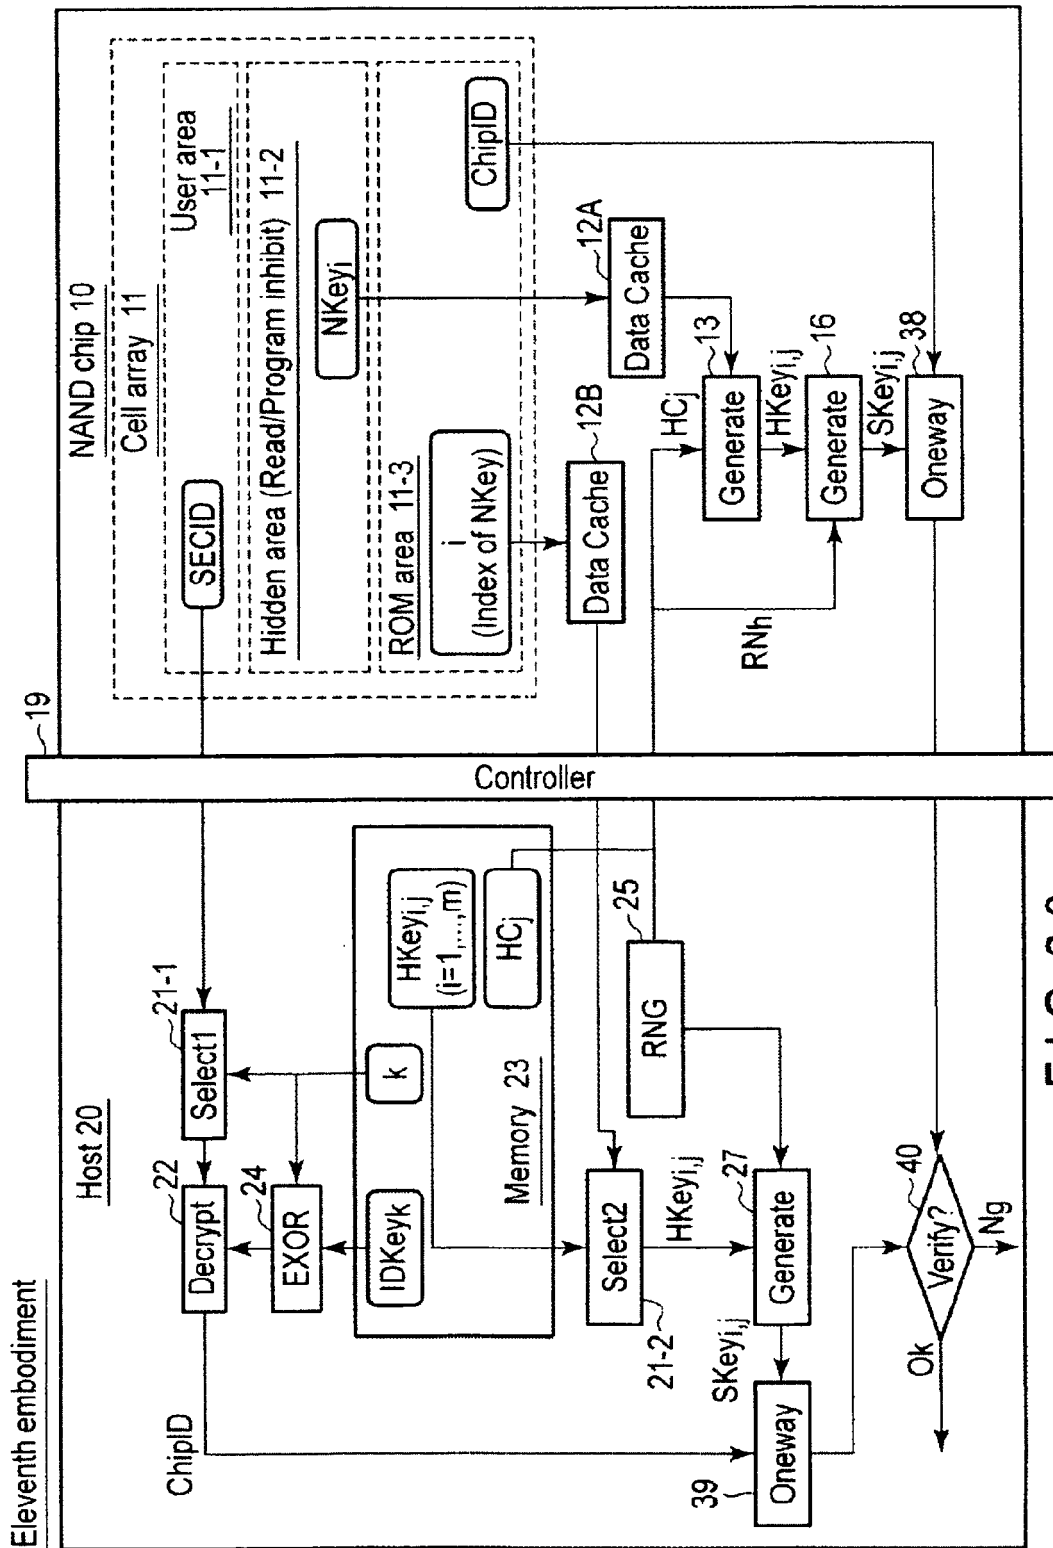 Eleventh embodiment
Host 20
ChipID
22
Decrypt
21-1
Select1
24
EXOR
IDKeyk
k
HKeyi,j
(i=1,...,m)
HCj
Memory 23
Select2
21-2
HKeyi,j
25
RNG
27
Generate
SKeyi,j
39
Oneway
40
Verify?
Ok
Ng
19
Controller
NAND chip 10
Cell array 11
User area
11-1
SECID
Hidden area (Read/Program inhibit) 11-2
NKeyi
ROM area 11-3
i
(Index of NKey)
ChipID
12B
Data Cache
12A
Data Cache
HCj
13
Generate
HKeyi,j
RNh
16
Generate
SKeyi,j
38
Oneway